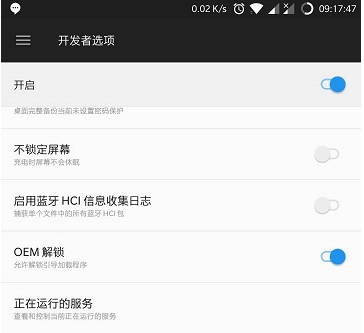 0.02 K/s 09:17:47
开发者选项
开启
桌面完整备份当前未设置密码保护
不锁定屏幕
充电时屏幕不会休眠
启用蓝牙 HCI 信息收集日志
捕获单个文件中的所有蓝牙 HCI 包
OEM 解锁
允许解锁引导加载程序
正在运行的服务
查看和控制当前正在运行的服务